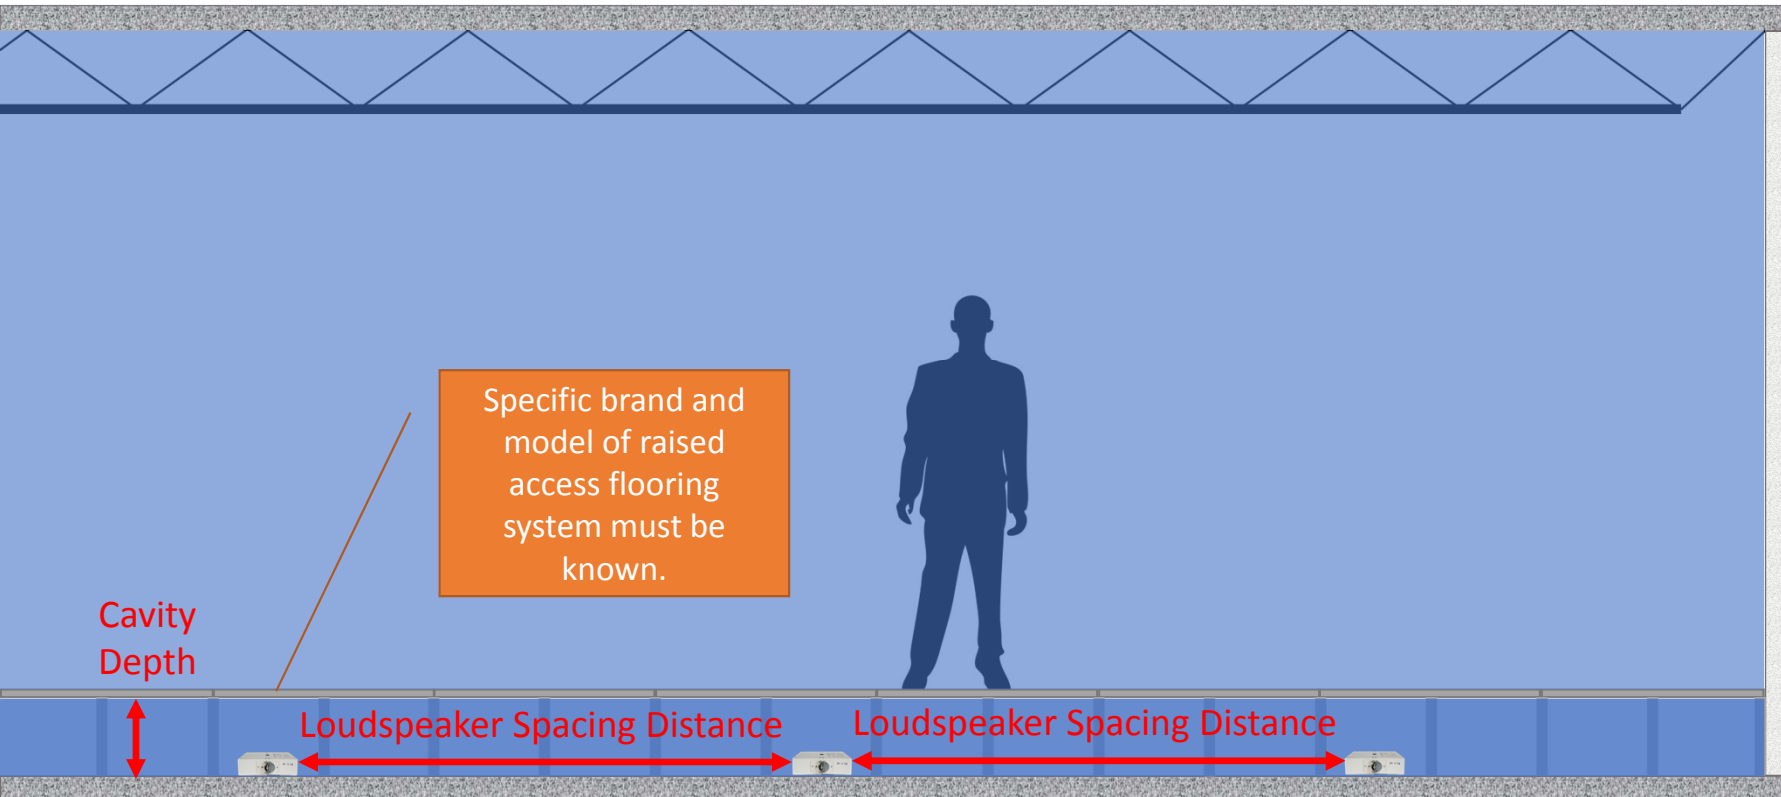 Specific brand and
model of raised
access flooring
system must be
known.
Cavity
Depth
Loudspeaker Spacing Distance
Loudspeaker Spacing Distance